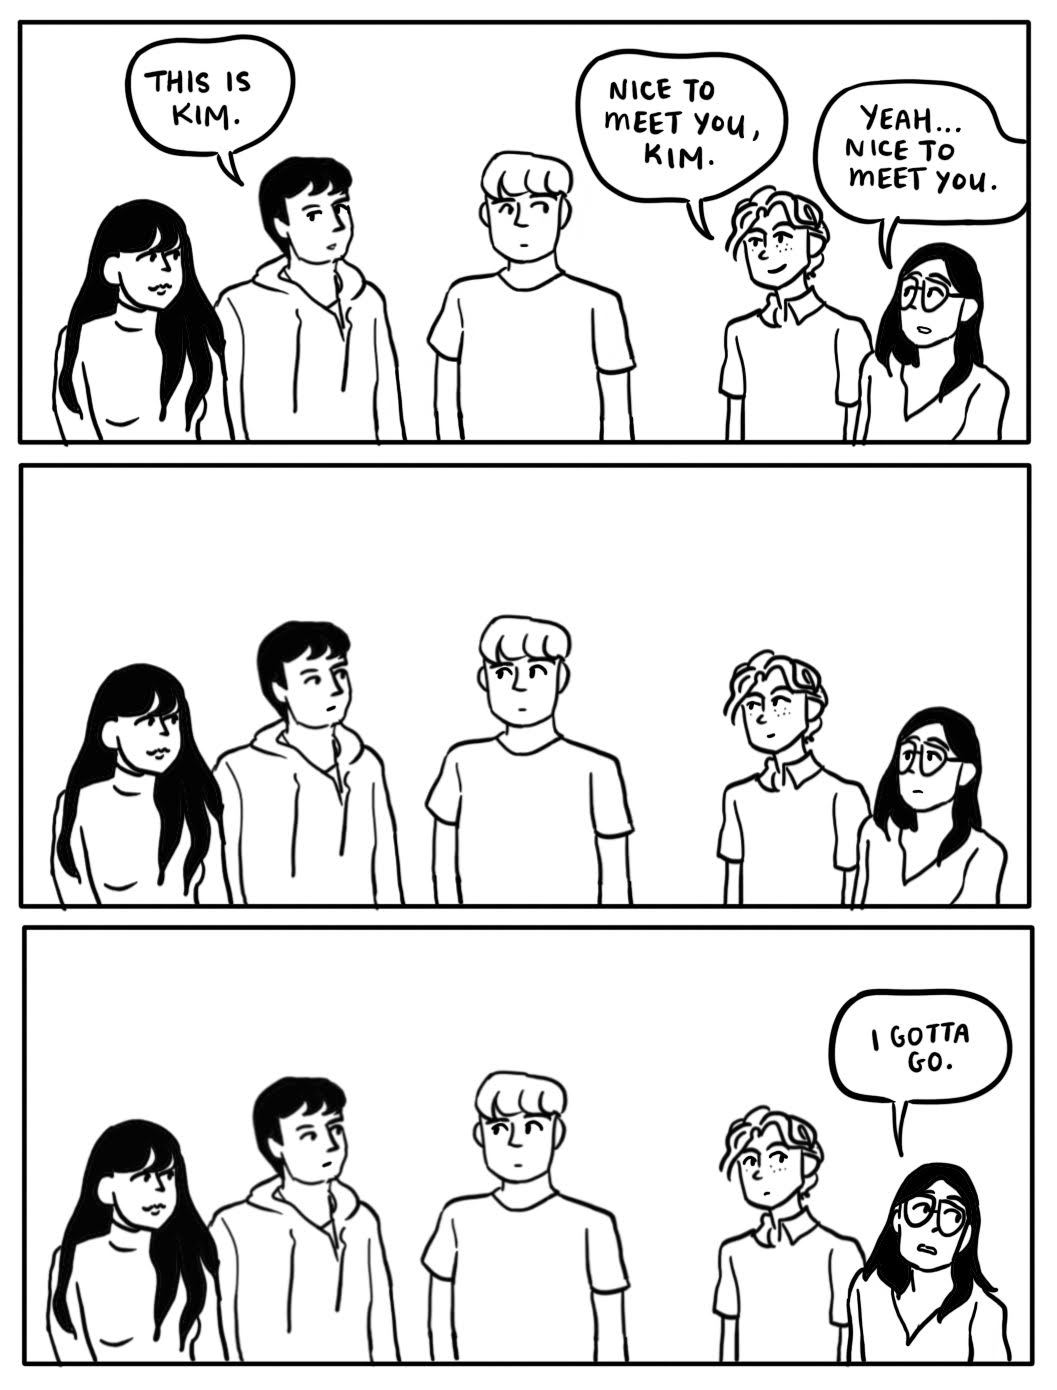 THIS IS
KIM.
NICE TO
MEET YOU,
KIM.
YEAH...
NICE TO
MEET YOU.
I GOTTA
GO.